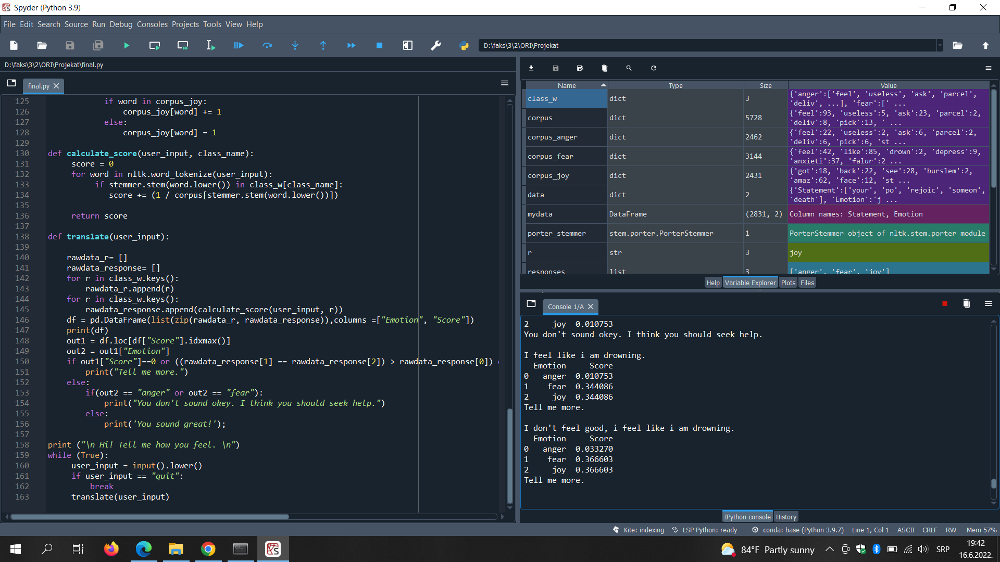 Spyder (Python 3.9)
File Edit Search Source Run Debug Consoles Projects Tools View Help
D:\faks\3\2\ORI\Projekat
D:\faks\3\2\ORI\Projekat\final.py
final.py
125 if word in corpus_joy:
126 corpus_joy[word] += 1
127 else:
128 corpus_joy[word] = 1
129
130 def calculate_score(user_input, class_name):
131 score = 0
132 for word in nltk.word_tokenize(user_input):
133 if stemmer.stem(word.lower()) in class_w[class_name]:
134 score += (1 / corpus[stemmer.stem(word.lower())])
135
136 return score
137
138 def translate(user_input):
139
140 rawdata_r= []
141 rawdata_response= []
142 for r in class_w.keys():
143 rawdata_r.append(r)
144 for r in class_w.keys():
145 rawdata_response.append(calculate_score(user_input, r))
146 df = pd.DataFrame(list(zip(rawdata_r, rawdata_response)),columns =["Emotion", "Score"])
147 print(df)
148 out1 = df.loc[df["Score"].idxmax()]
149 out2 = out1["Emotion"]
150 if out1["Score"]==0 or ((rawdata_response[1] == rawdata_response[2]) > rawdata_response[0])
151 print("Tell me more.")
152 else:
153 if(out2 == "anger" or out2 == "fear"):
154 print("You don't sound okey. I think you should seek help.")
155 else:
156 print('You sound great!');
157
158 print ("\n Hi! Tell me how you feel. \n")
159 while (True):
160 user_input = input().lower()
161 if user_input == "quit":
162 break
163 translate(user_input)
Name Type Size Value
class_w dict 3 {'anger':['feel', 'useless', 'ask', 'parcel',
'deliv', ...], 'fear':[' ...
corpus dict 5728 {'feel':93, 'useless':5, 'ask':23, 'parcel':2,
'deliv':8, 'pick':13, ' ...
corpus_anger dict 2462 {'feel':22, 'useless':2, 'ask':6, 'parcel':2,
'deliv':6, 'pick':6, 'st ...
corpus_fear dict 3144 {'feel':42, 'like':85, 'drown':2, 'depress':9,
'anxieti':37, 'falur':2 ...
corpus_joy dict 2431 {'got':18, 'back':22, 'see':28, 'burslem':2,
'amaz':62, 'face':12, 'st ...
data dict 2 {'Statement':['your', 'po', 'rejoic', 'someon',
'death'], 'Emotion':'j ...
mydata DataFrame (2831, 2) Column names: Statement, Emotion
porter_stemmer stem.porter.PorterStemmer 1 PorterStemmer object of nltk.stem.porter module
r str 3 joy
responses list 3 ['anger', 'fear', 'joy']
Help Variable Explorer Plots Files
Console 1/A
2 joy 0.010753
You don't sound okey. I think you should seek help.
I feel like i am drowning.
Emotion Score
0 anger 0.010753
1 fear 0.344086
2 joy 0.344086
Tell me more.
I don't feel good, i feel like i am drowning.
Emotion Score
0 anger 0.033270
1 fear 0.366603
2 joy 0.366603
Tell me more.
IPython console History
Kite: indexing LSP Python: ready conda: base (Python 3.9.7) Line 1, Col 1 ASCII CRLF RW Mem 57%
84°F Partly sunny SRP
19:42
16.6.2022.